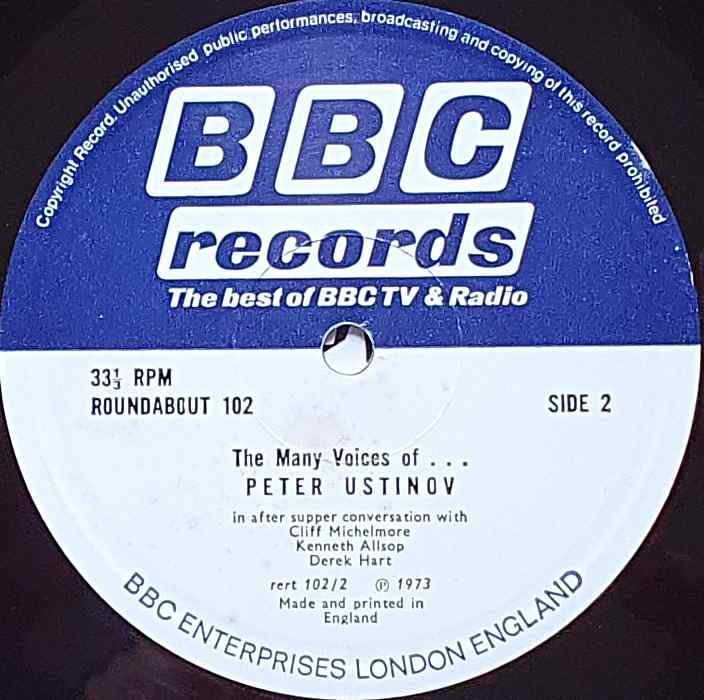 Copyright Record. Unauthorised public performances, broadcasting and copying of this record prohibited
BBC
records
The best of BBC TV & Radio
33⅓ RPM
ROUNDABOUT 102
SIDE 2
The Many Voices of . . .
PETER USTINOV
in after supper conversation with
Cliff Michelmore
Kenneth Allsop
Derek Hart
rert 102/2 ℗ 1973
Made and printed in
England
BBC ENTERPRISES LONDON ENGLAND